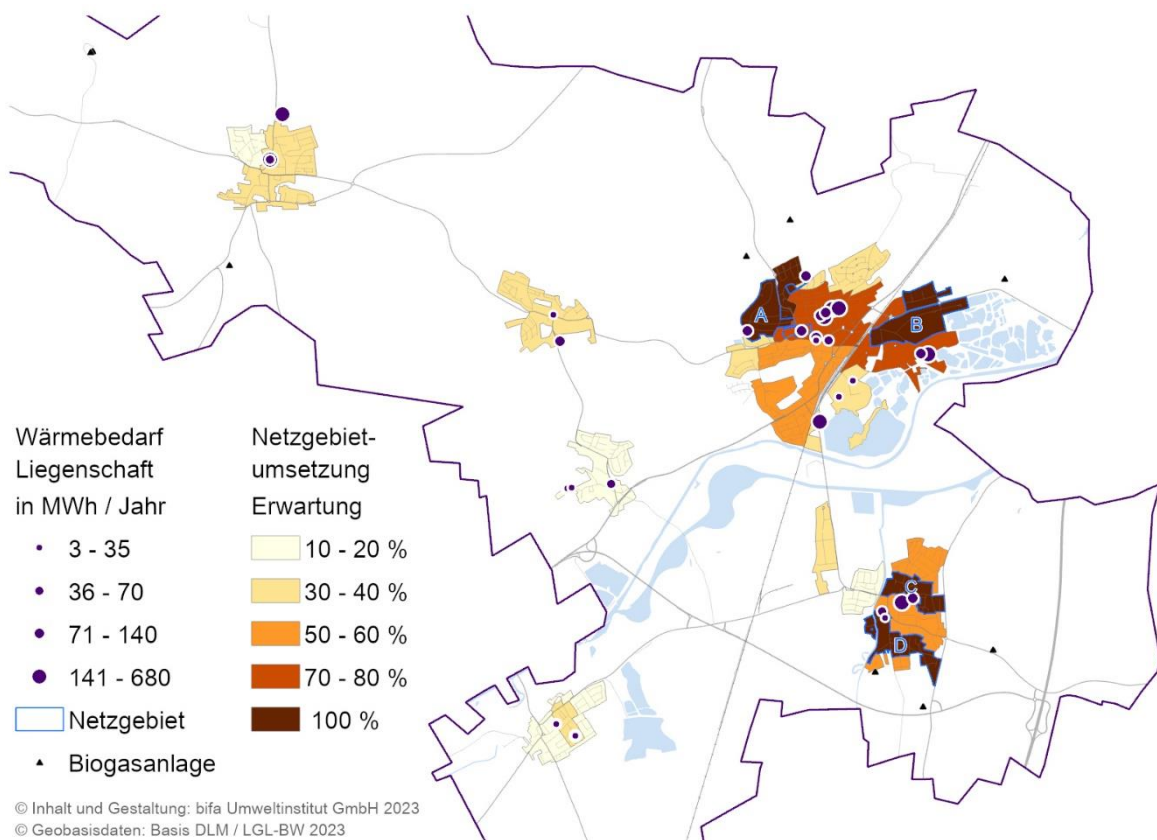 A
B
C
D
Wärmebedarf
Liegenschaft
in MWh / Jahr
3 - 35
36 - 70
71 - 140
141 - 680
Netzgebiet
Biogasanlage
Netzgebiet-
umsetzung
Erwartung
10 - 20 %
30 - 40 %
50 - 60 %
70 - 80 %
100 %
© Inhalt und Gestaltung: bifa Umweltinstitut GmbH 2023
© Geobasisdaten: Basis DLM / LGL-BW 2023